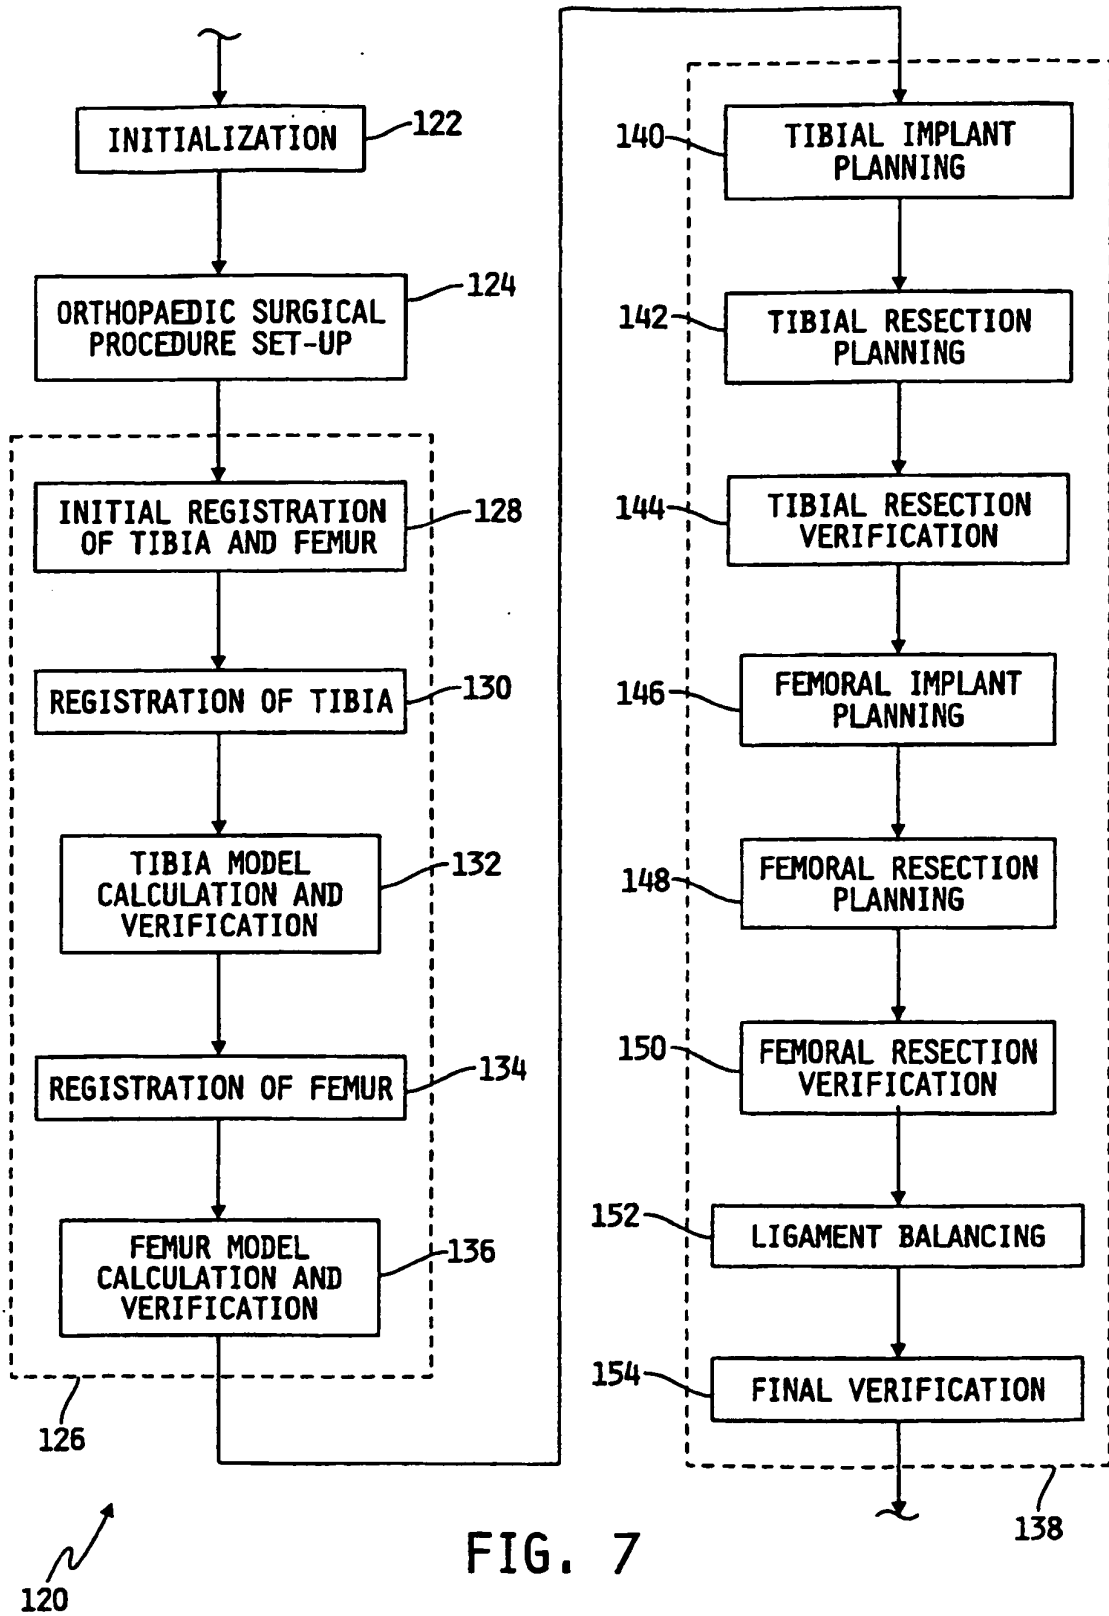 INITIALIZATION
122
ORTHOPAEDIC SURGICAL
PROCEDURE SET-UP
124
INITIAL REGISTRATION
OF TIBIA AND FEMUR
128
REGISTRATION OF TIBIA
130
TIBIA MODEL
CALCULATION AND
VERIFICATION
132
REGISTRATION OF FEMUR
134
FEMUR MODEL
CALCULATION AND
VERIFICATION
136
126
120
140
TIBIAL IMPLANT
PLANNING
142
TIBIAL RESECTION
PLANNING
144
TIBIAL RESECTION
VERIFICATION
146
FEMORAL IMPLANT
PLANNING
148
FEMORAL RESECTION
PLANNING
150
FEMORAL RESECTION
VERIFICATION
152
LIGAMENT BALANCING
154
FINAL VERIFICATION
138
FIG. 7